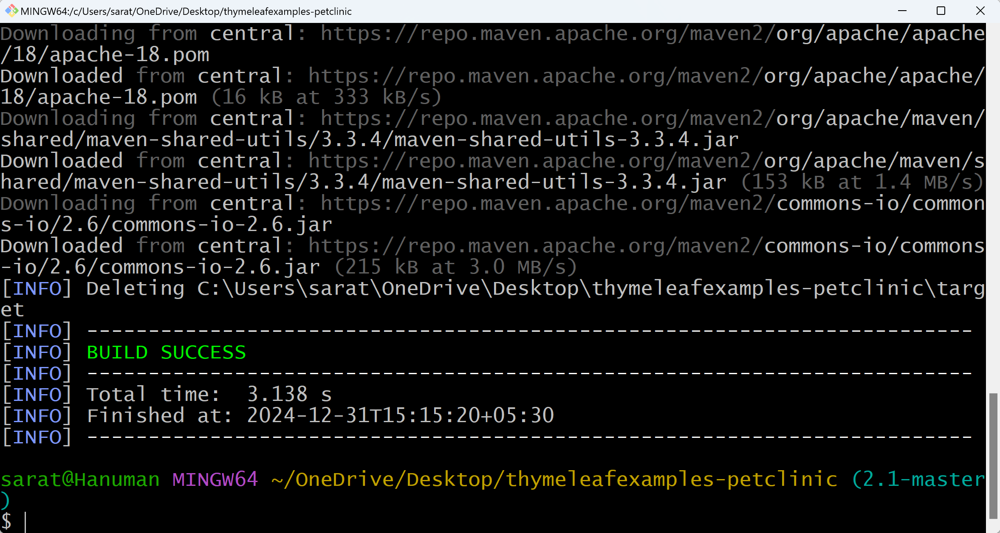 MINGW64:/c/Users/sarat/OneDrive/Desktop/thymeleafexamples-petclinic
Downloading from central: https://repo.maven.apache.org/maven2/org/apache/apache
/18/apache-18.pom
Downloaded from central: https://repo.maven.apache.org/maven2/org/apache/apache/
18/apache-18.pom (16 kB at 333 kB/s)
Downloading from central: https://repo.maven.apache.org/maven2/org/apache/maven/
shared/maven-shared-utils/3.3.4/maven-shared-utils-3.3.4.jar
Downloaded from central: https://repo.maven.apache.org/maven2/org/apache/maven/s
hared/maven-shared-utils/3.3.4/maven-shared-utils-3.3.4.jar (153 kB at 1.4 MB/s)
Downloading from central: https://repo.maven.apache.org/maven2/commons-io/common
s-io/2.6/commons-io-2.6.jar
Downloaded from central: https://repo.maven.apache.org/maven2/commons-io/commons
-io/2.6/commons-io-2.6.jar (215 kB at 3.0 MB/s)
[INFO] Deleting C:\Users\sarat\OneDrive\Desktop\thymeleafexamples-petclinic\targ
et
[INFO] ------------------------------------------------------------------------
[INFO] BUILD SUCCESS
[INFO] ------------------------------------------------------------------------
[INFO] Total time:  3.138 s
[INFO] Finished at: 2024-12-31T15:15:20+05:30
[INFO] ------------------------------------------------------------------------
sarat@Hanuman MINGW64 ~/OneDrive/Desktop/thymeleafexamples-petclinic (2.1-master
)
$